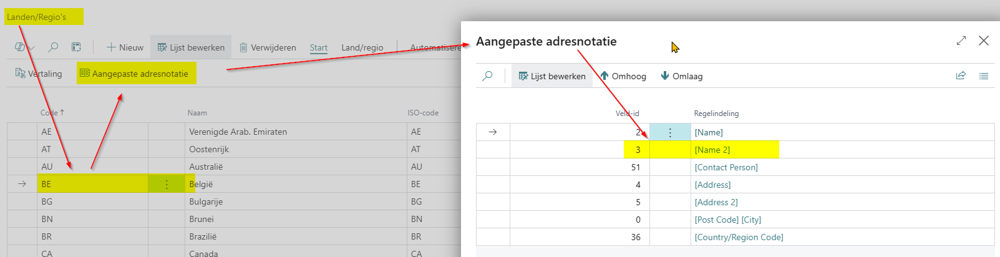 Landen/Regio's
Nieuw Lijst bewerken Verwijderen Start Land/regio Automatisere
Vertaling Aangepaste adresnotatie
Code Naam ISO-code
AE Verenigde Arab. Emiraten AE
AT Oostenrijk AT
AU Australië AU
BE België BE
BG Bulgarije BG
BN Brunei BN
BR Brazilië BR
CA Canada CA
Aangepaste adresnotatie
Lijst bewerken Omhoog Omlaag
Veld-id Regelindeling
2 [Name]
3 [Name 2]
51 [Contact Person]
4 [Address]
5 [Address 2]
0 [Post Code] [City]
36 [Country/Region Code]